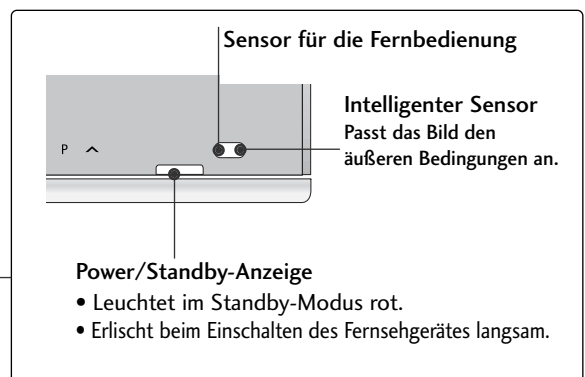 Sensor für die Fernbedienung
Intelligenter Sensor
Passt das Bild den
äußeren Bedingungen an.
P
Power/Standby-Anzeige
• Leuchtet im Standby-Modus rot.
• Erlischt beim Einschalten des Fernsehgerätes langsam.